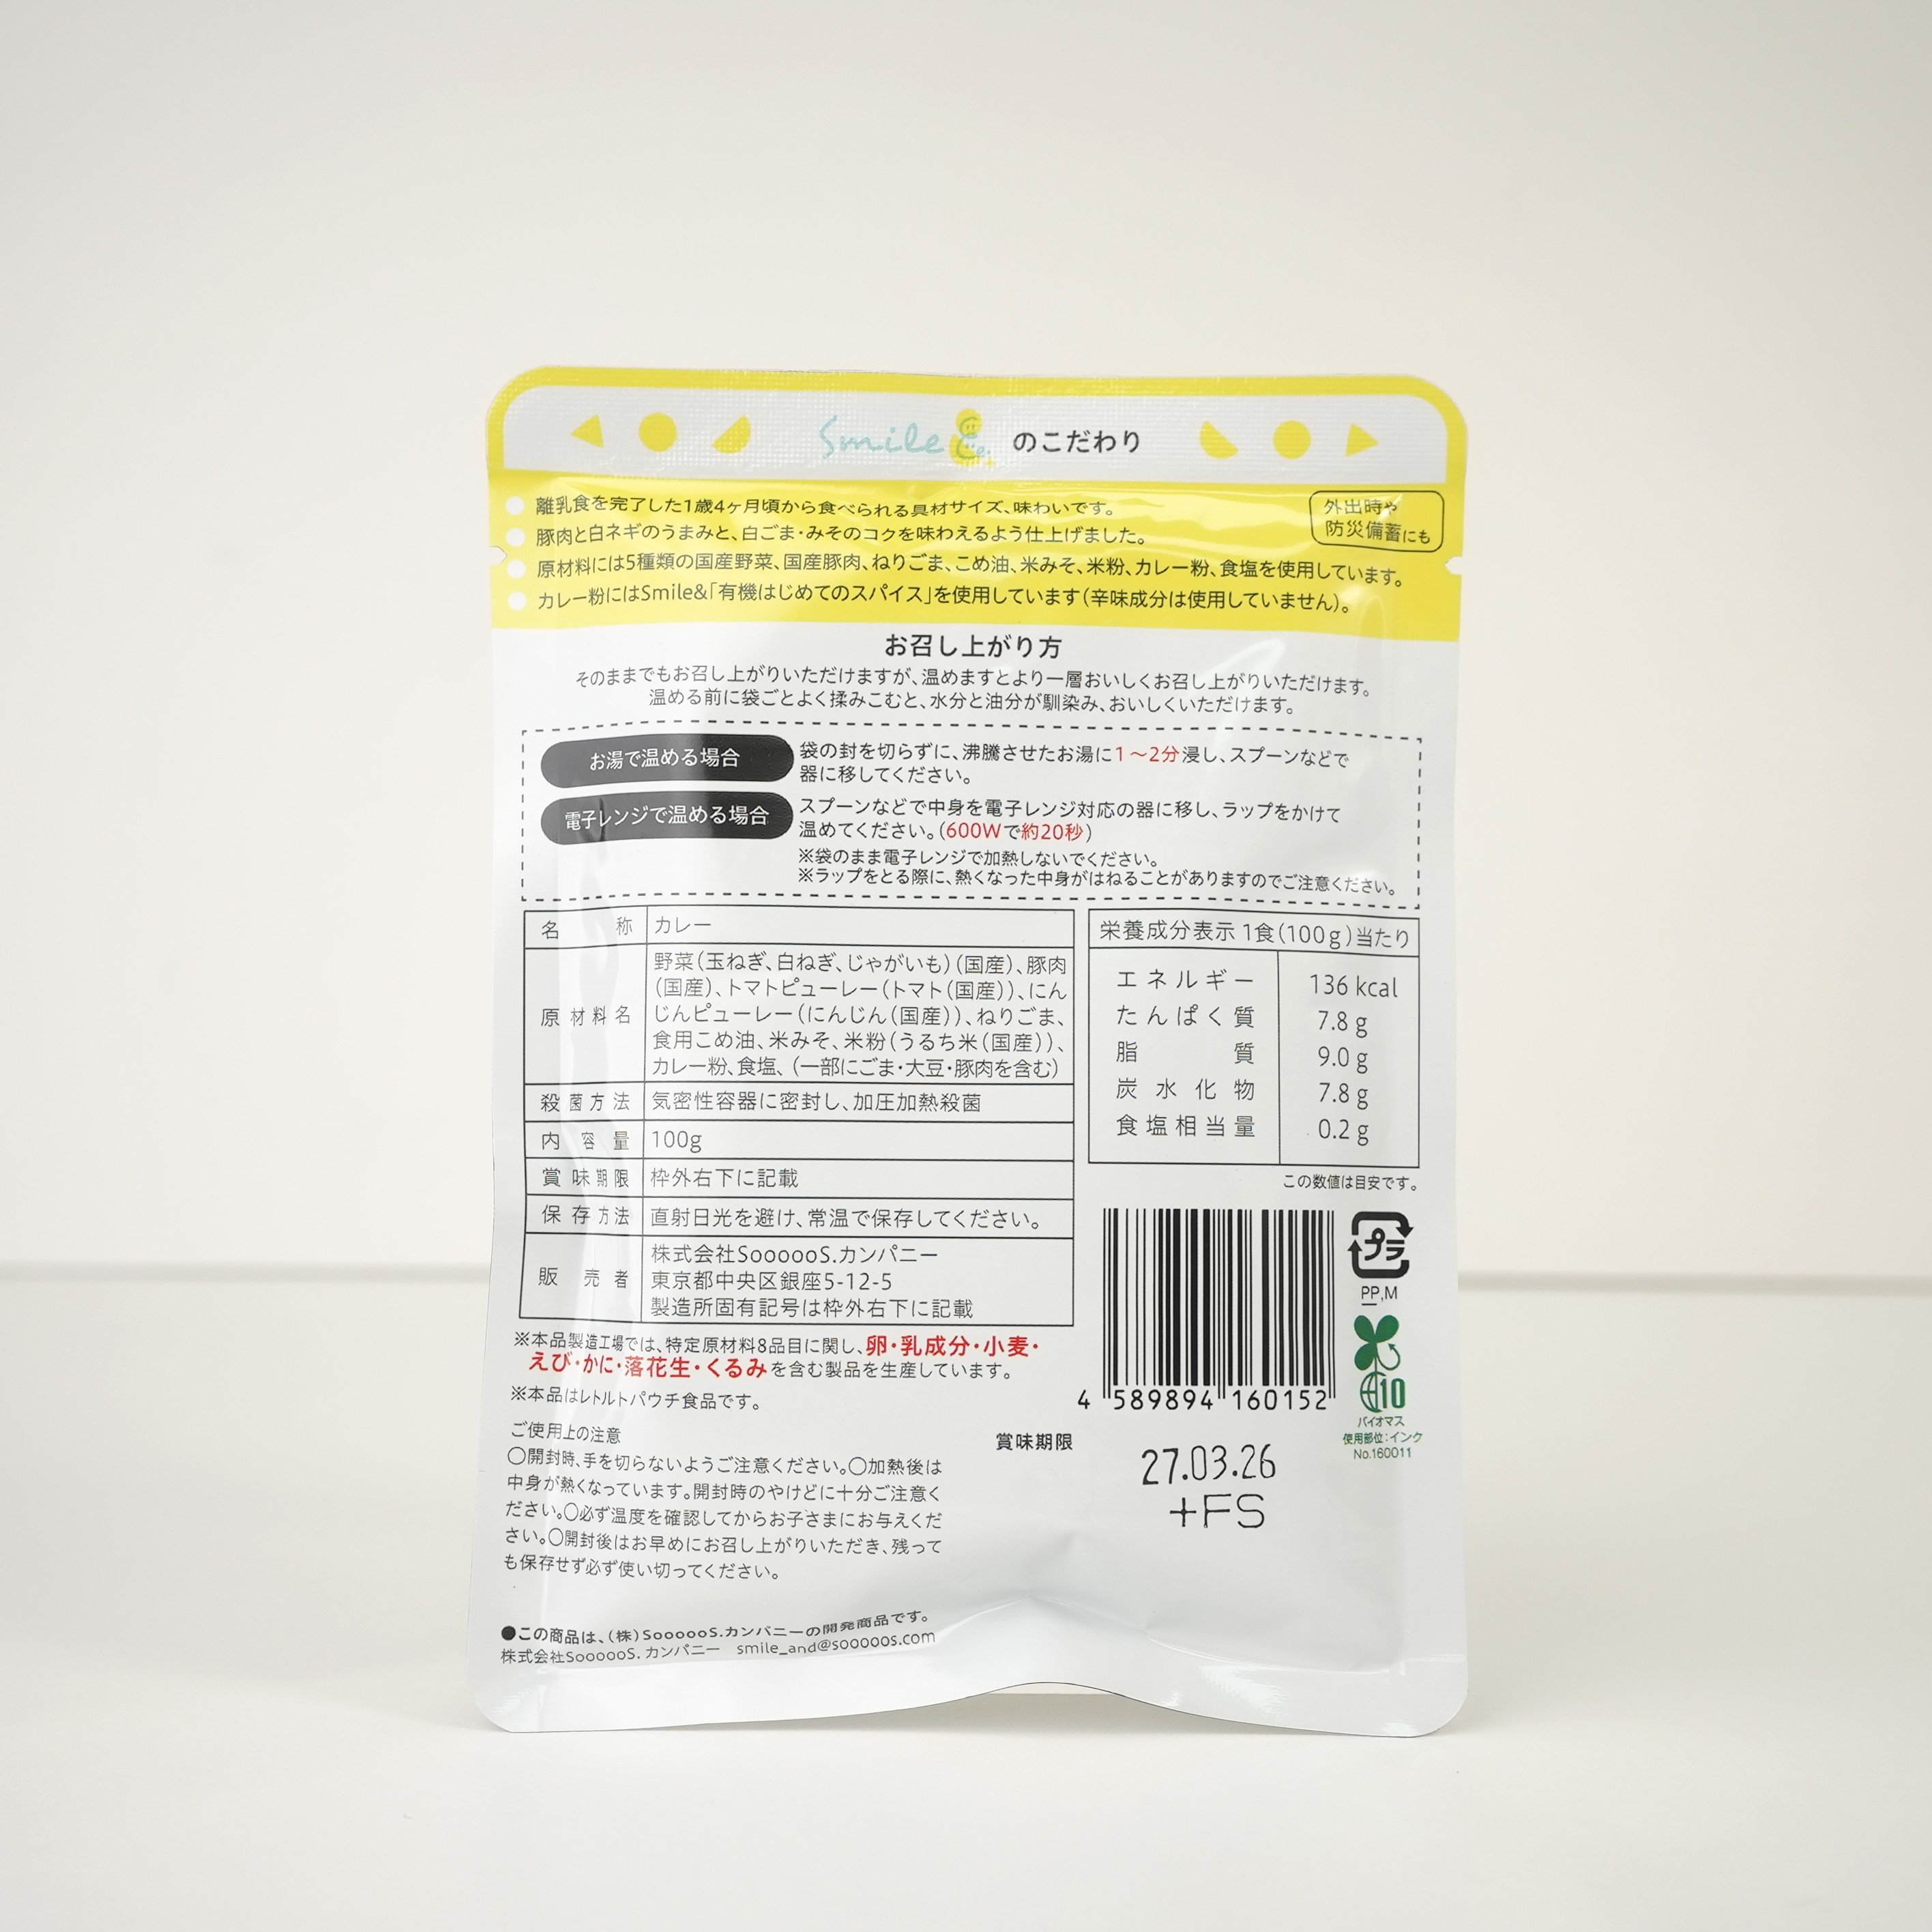 Smile&. のこだわり
離乳食を完了した1歳4ヶ月頃から食べられる具材サイズ、味わいです。
豚肉と白ネギのうまみと、白ごま・みそのコクを味わえるよう仕上げました。
原材料には5種類の国産野菜、国産豚肉、ねりごま、こめ油、米みそ、米粉、カレー粉、食塩を使用しています。
カレー粉にはSmile&「有機はじめてのスパイス」を使用しています(辛味成分は使用していません)。
外出時や
防災備蓄にも
お召し上がり方
そのままでもお召し上がりいただけますが、温めますとより一層おいしくお召し上がりいただけます。
温める前に袋ごとよく揉みこむと、水分と油分が馴染み、おいしくいただけます。
お湯で温める場合
袋の封を切らずに、沸騰させたお湯に1〜2分浸し、スプーンなどで
器に移してください。
電子レンジで温める場合
スプーンなどで中身を電子レンジ対応の器に移し、ラップをかけて
温めてください。(600Wで約20秒)
※袋のまま電子レンジで加熱しないでください。
※ラップをとる際に、熱くなった中身がはねることがありますのでご注意ください。
名称 カレー
原材料名 野菜(玉ねぎ、白ねぎ、じゃがいも)(国産)、豚肉
(国産)、トマトピューレー(トマト(国産))、にん
じんピューレー(にんじん(国産))、ねりごま、
食用こめ油、米みそ、米粉(うるち米(国産))、
カレー粉、食塩、(一部にごま・大豆・豚肉を含む)
殺菌方法 気密性容器に密封し、加圧加熱殺菌
内容量 100g
賞味期限 枠外右下に記載
保存方法 直射日光を避け、常温で保存してください。
販売者 株式会社SoooooS.カンパニー
東京都中央区銀座5-12-5
製造所固有記号は枠外右下に記載
栄養成分表示 1食(100g)当たり
エネルギー 136 kcal
たんぱく質 7.8 g
脂質 9.0 g
炭水化物 7.8 g
食塩相当量 0.2 g
この数値は目安です。
※本品製造工場では、特定原材料8品目に関し、卵・乳成分・小麦・
えび・かに・落花生・くるみを含む製品を生産しています。
※本品はレトルトパウチ食品です。
4 589894 160152
プラ
PP,M
10
バイオマス
使用部位:インク
No.160011
ご使用上の注意
○開封時、手を切らないようご注意ください。○加熱後は
中身が熱くなっています。開封時のやけどに十分ご注意く
ださい。○必ず温度を確認してからお子さまにお与えくだ
さい。○開封後はお早めにお召し上がりいただき、残って
も保存せず必ず使い切ってください。
賞味期限
27.03.26
+FS
●この商品は、(株)SoooooS.カンパニーの開発商品です。
株式会社SoooooS.カンパニー smile_and@sooooos.com